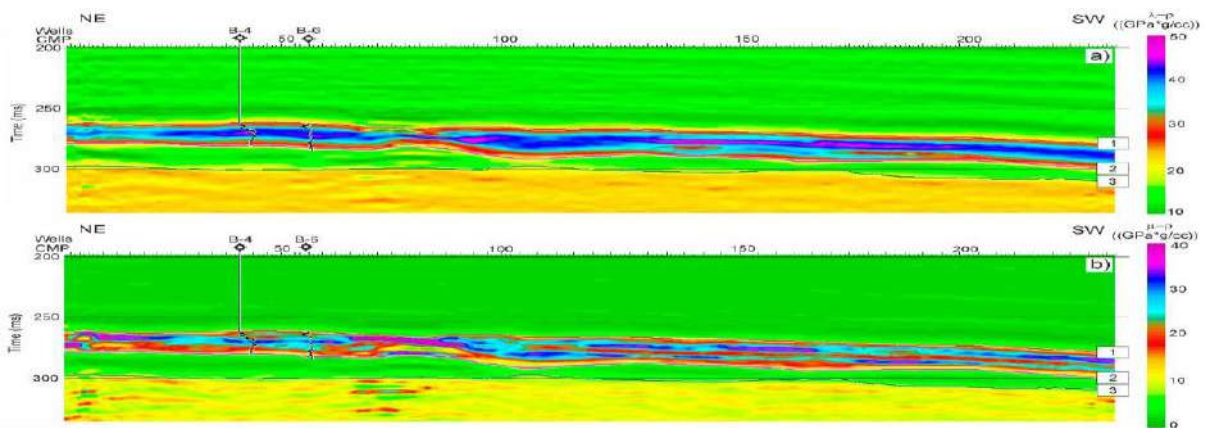 NE
SW
λ-ρ
((GPa*g/cc)
Wells B-4 B-6
CMP 50 100 150 200
200
250
300
Time (ms)
a)
1
2
3
50
40
30
20
10
NE
SW
μ-ρ
((GPa*g/cc)
Wells B-4 B-6
CMP 50 100 150 200
200
250
300
Time (ms)
b)
1
2
3
40
30
20
10
0